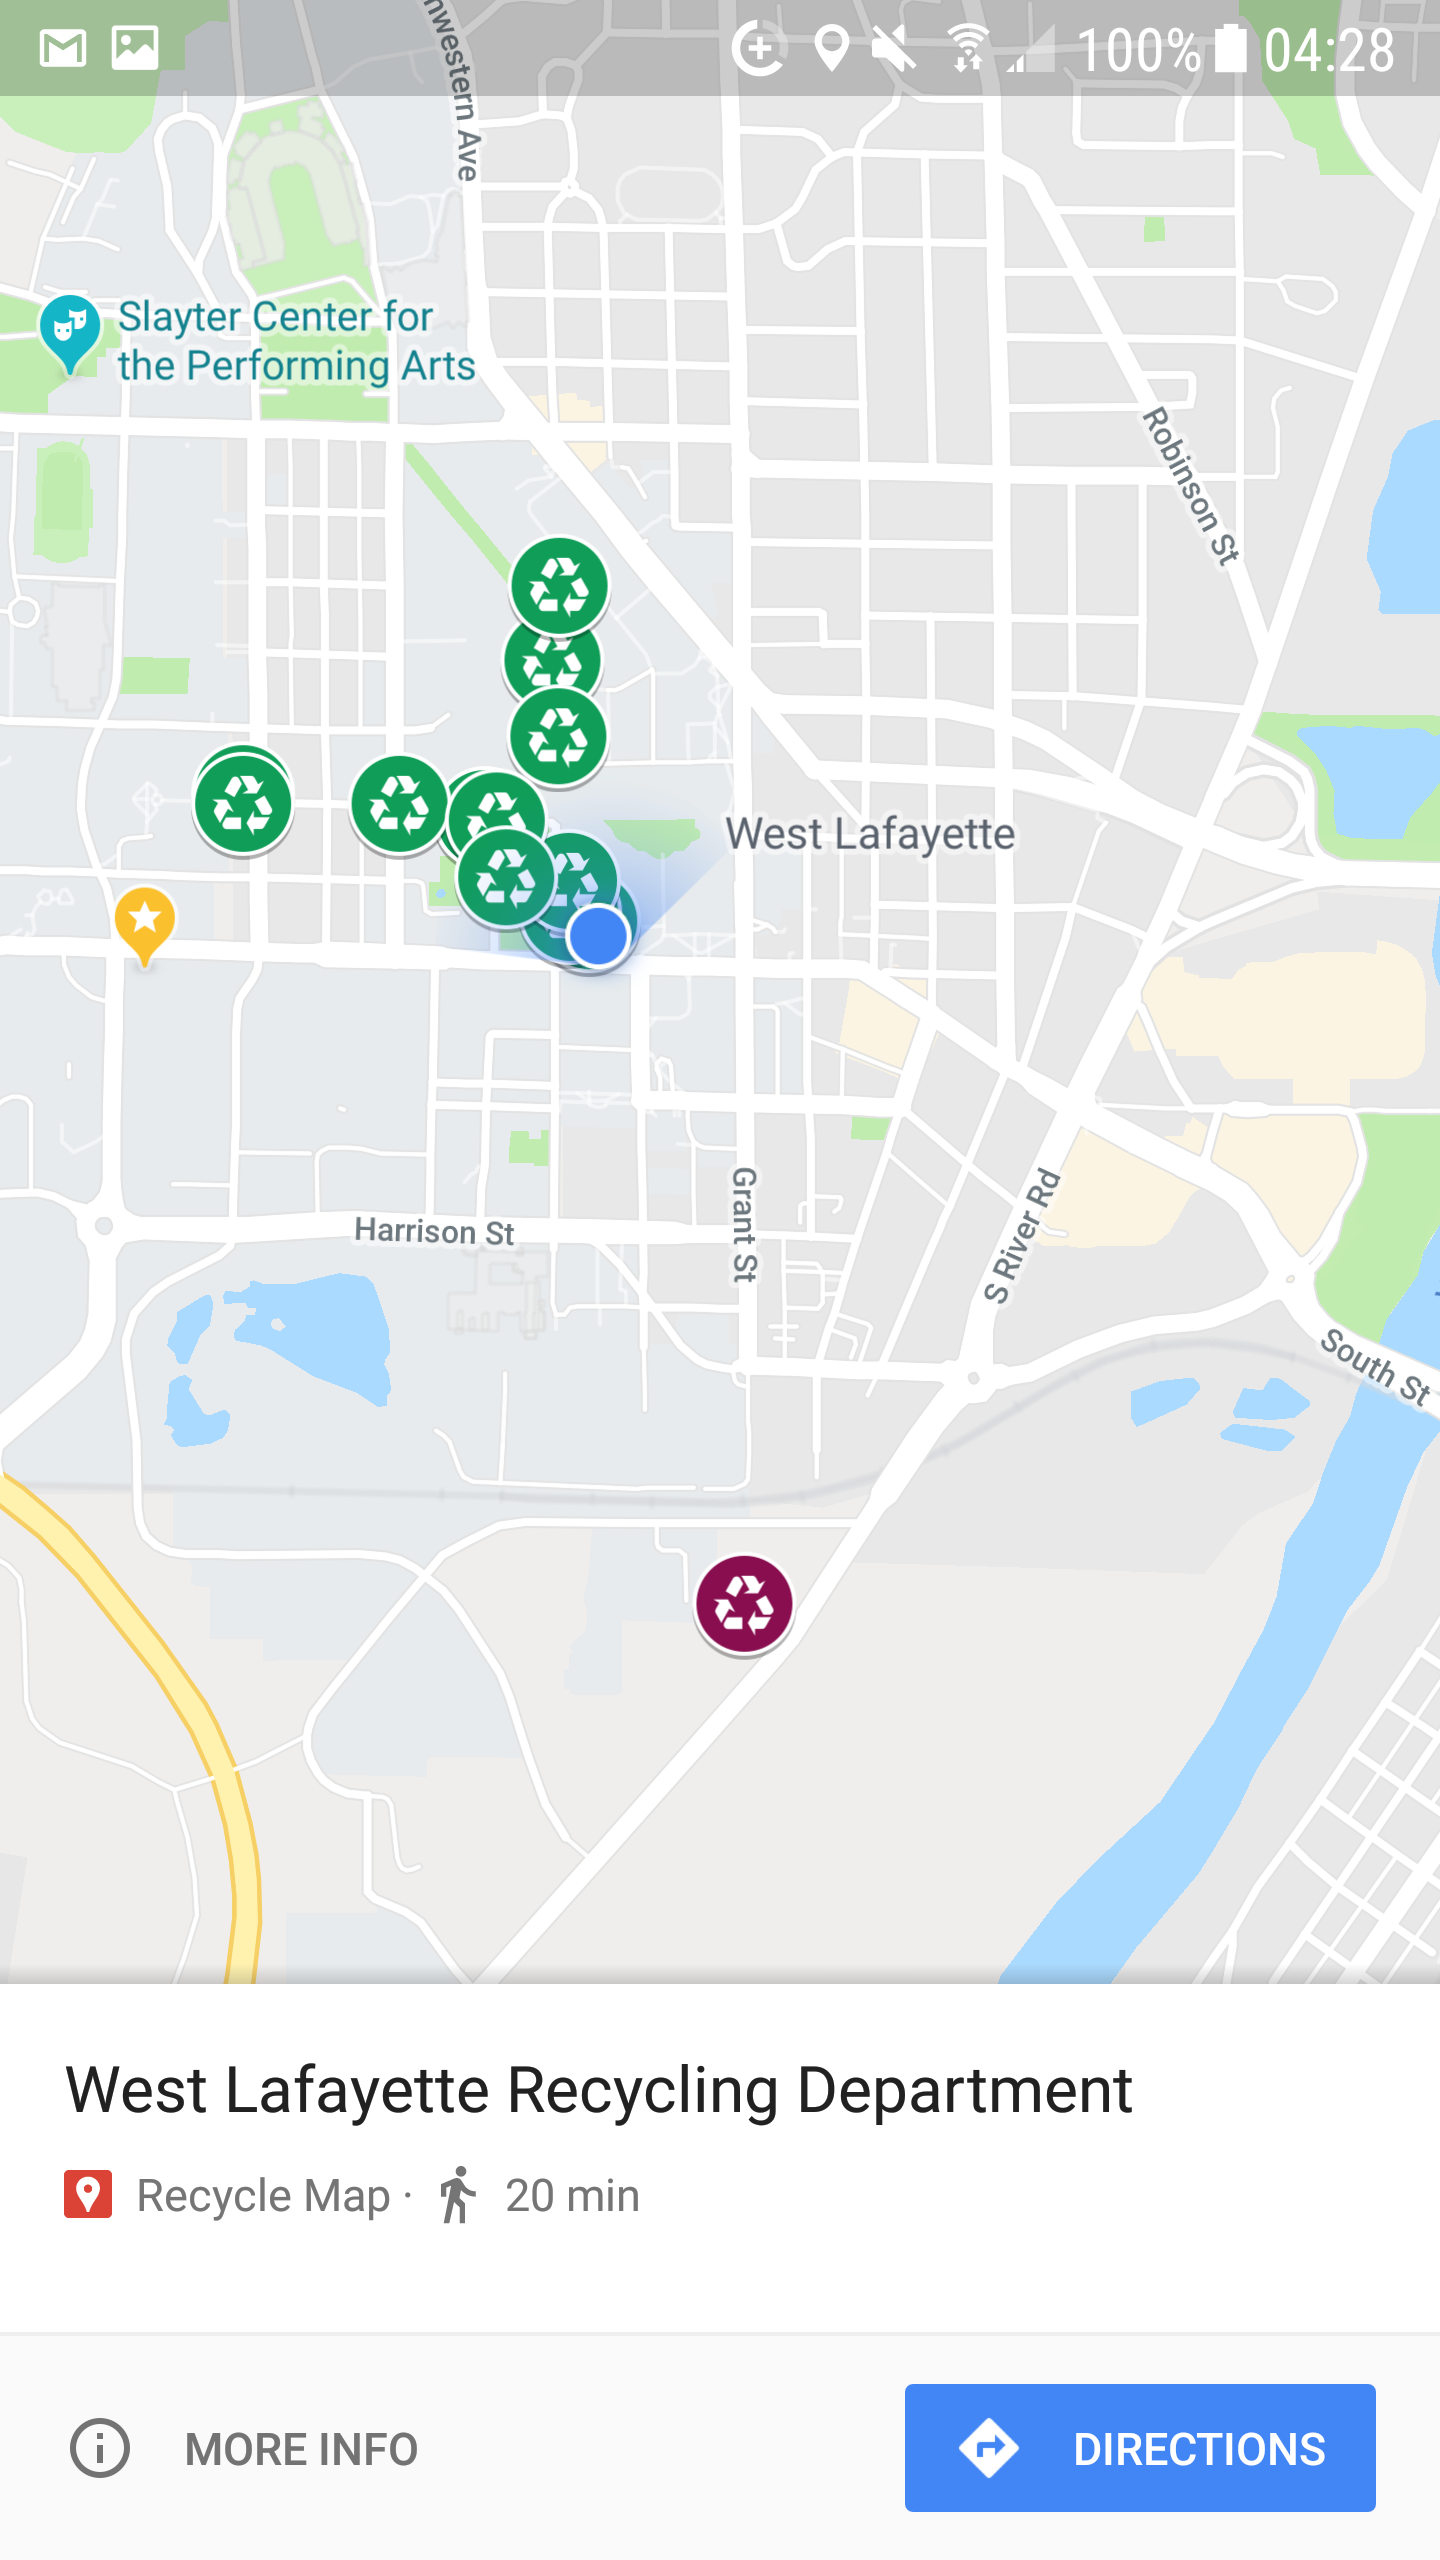 100% 04:28
nwestern Ave
Slayter Center for
the Performing Arts
Robinson St
West Lafayette
Grant St
Harrison St
S River Rd
South St
West Lafayette Recycling Department
Recycle Map · 20 min
MORE INFO
DIRECTIONS